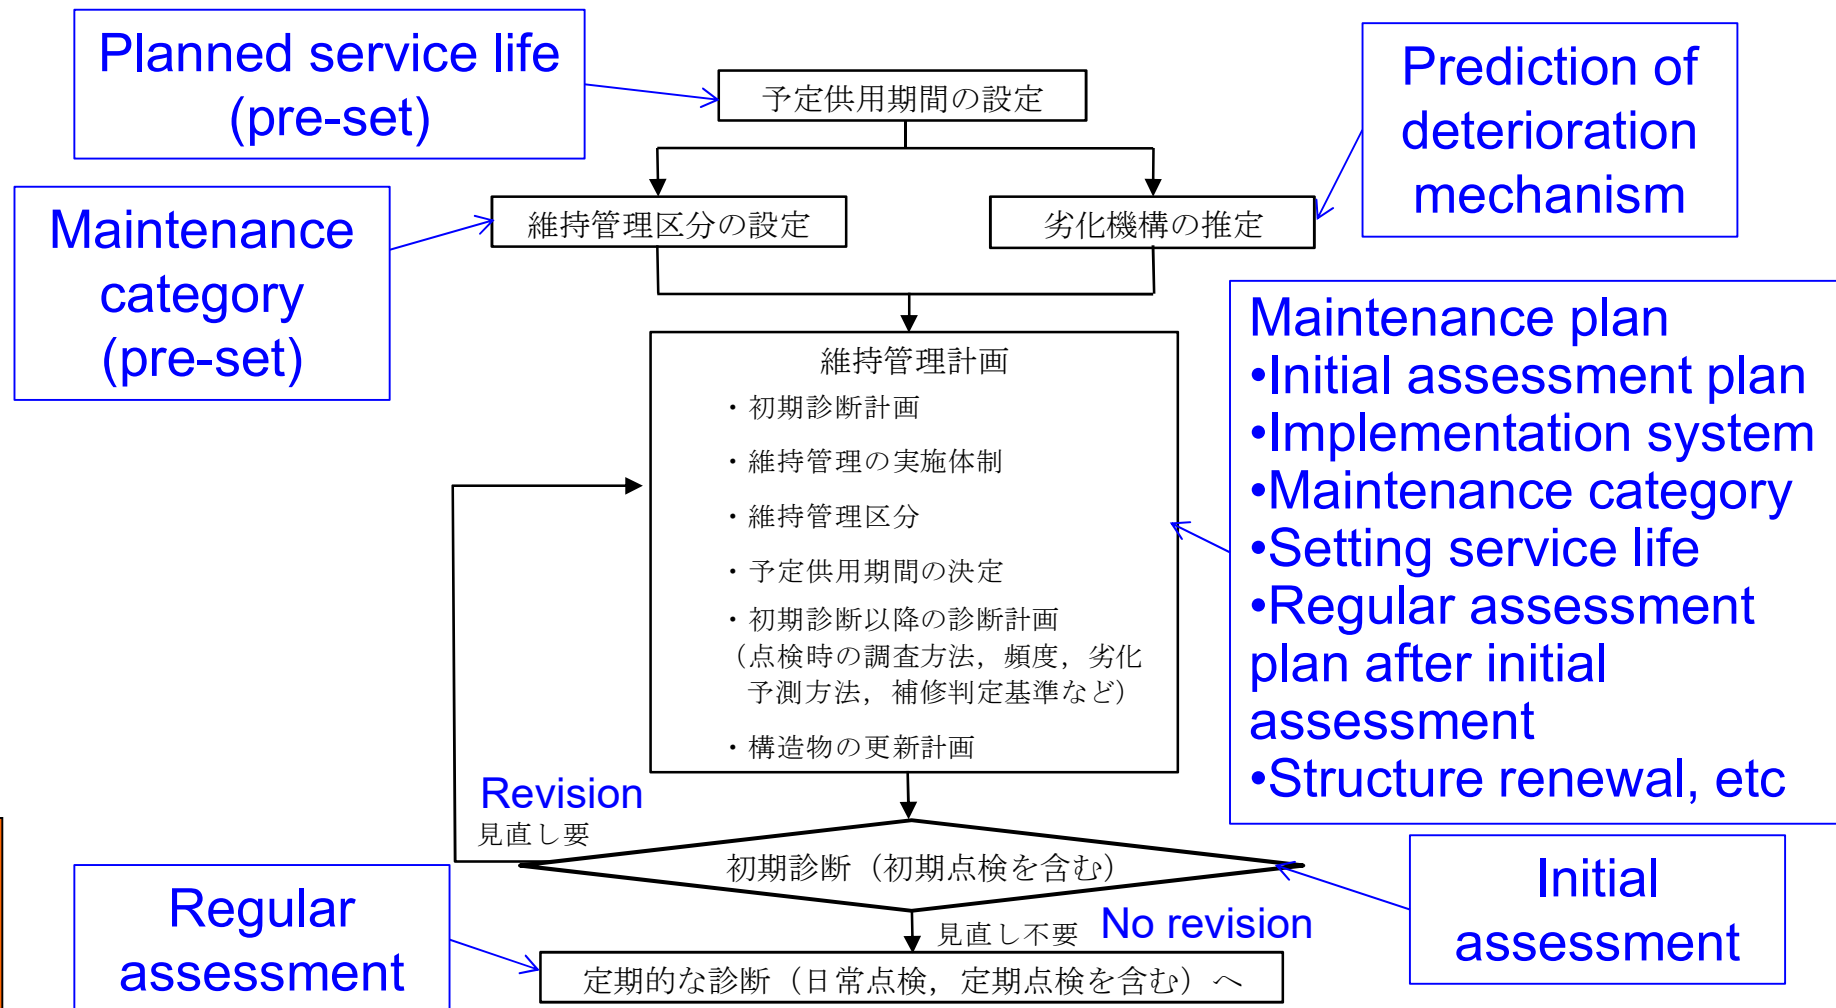 Planned service life
(pre-set)
予定供用期間の設定
Prediction of
deterioration
mechanism
Maintenance
category
(pre-set)
維持管理区分の設定
劣化機構の推定
維持管理計画
・初期診断計画
・維持管理の実施体制
・維持管理区分
・予定供用期間の決定
・初期診断以降の診断計画
（点検時の調査方法，頻度，劣化
予測方法，補修判定基準など）
・構造物の更新計画
Maintenance plan
•Initial assessment plan
•Implementation system
•Maintenance category
•Setting service life
•Regular assessment
plan after initial
assessment
•Structure renewal, etc
Revision
見直し要
初期診断（初期点検を含む）
Initial
assessment
見直し不要
No revision
Regular
assessment
定期的な診断（日常点検，定期点検を含む）へ